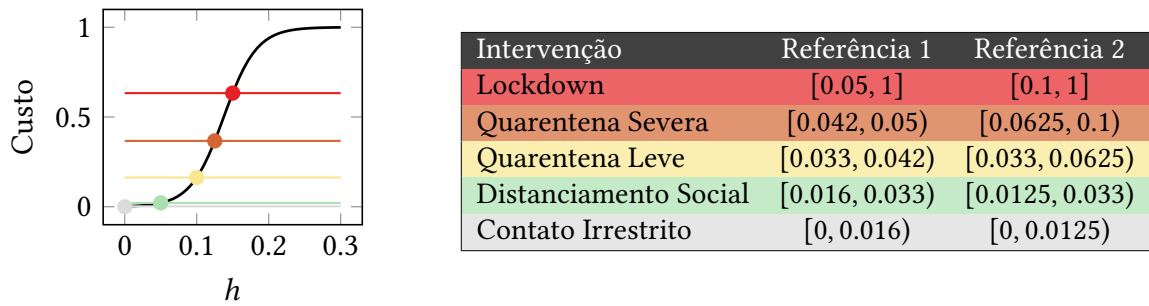 1
0.5
0
Custo
0 0.1 0.2 0.3
h
Intervenção Referência 1 Referência 2
Lockdown [0.05, 1] [0.1, 1]
Quarentena Severa [0.042, 0.05) [0.0625, 0.1)
Quarentena Leve [0.033, 0.042) [0.033, 0.0625)
Distanciamento Social [0.016, 0.033) [0.0125, 0.033)
Contato Irrestrito [0, 0.016) [0, 0.0125)